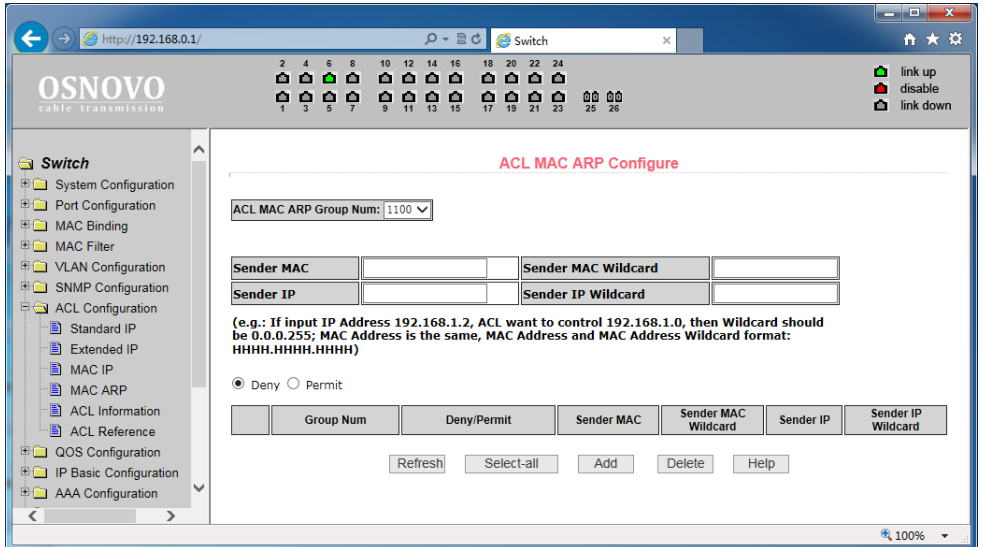 http://192.168.0.1/
Switch
OSNOVO
cable transmission
2 4 6 8 10 12 14 16 18 20 22 24
1 3 5 7 9 11 13 15 17 19 21 23 25 26
link up
disable
link down
Switch
System Configuration
Port Configuration
MAC Binding
MAC Filter
VLAN Configuration
SNMP Configuration
ACL Configuration
Standard IP
Extended IP
MAC IP
MAC ARP
ACL Information
ACL Reference
QOS Configuration
IP Basic Configuration
AAA Configuration
ACL MAC ARP Configure
ACL MAC ARP Group Num: 1100
Sender MAC Sender MAC Wildcard
Sender IP Sender IP Wildcard
(e.g.: If input IP Address 192.168.1.2, ACL want to control 192.168.1.0, then Wildcard should
be 0.0.0.255; MAC Address is the same, MAC Address and MAC Address Wildcard format:
HHHH.HHHH.HHHH)
Deny Permit
Group Num Deny/Permit Sender MAC Sender MAC Wildcard Sender IP Sender IP Wildcard
Refresh Select-all Add Delete Help
100%